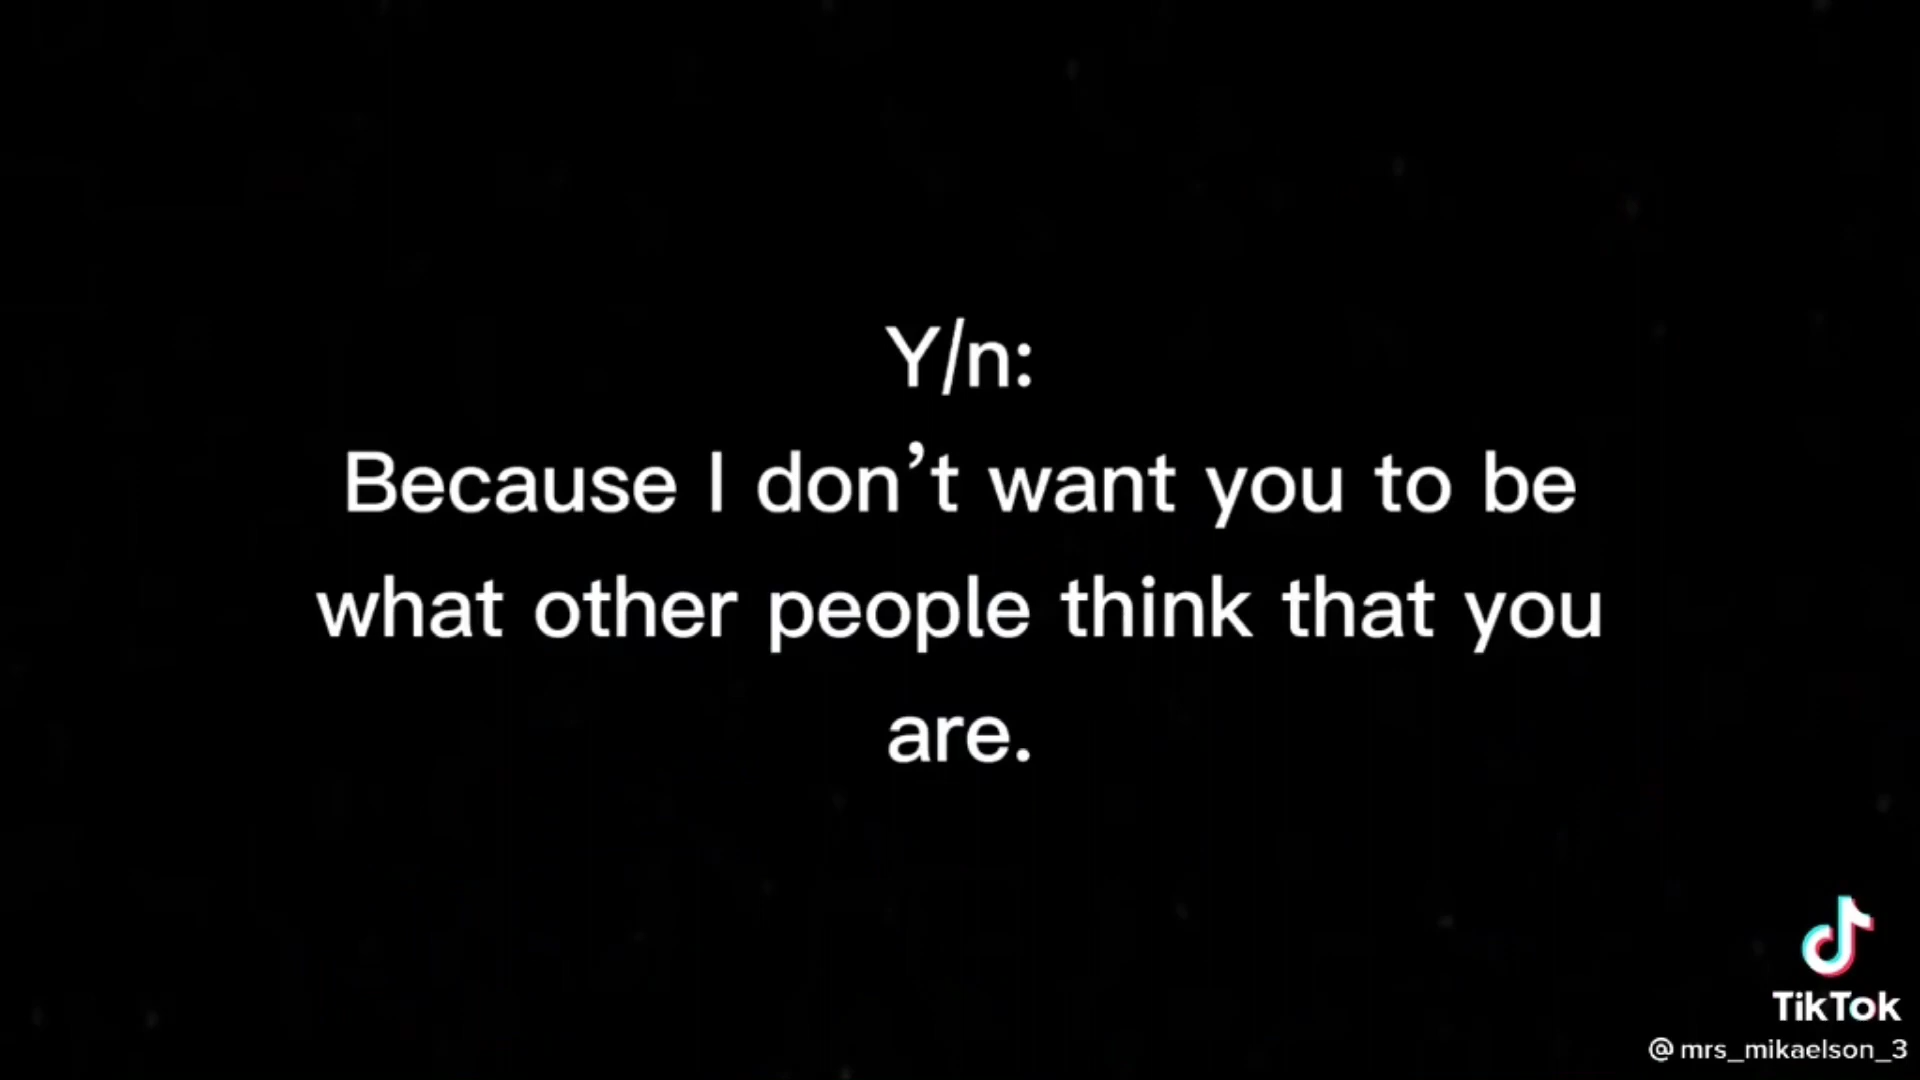 Y/n:
Because I don’t want you to be
what other people think that you
are.
TikTok
@mrs_mikaelson_3